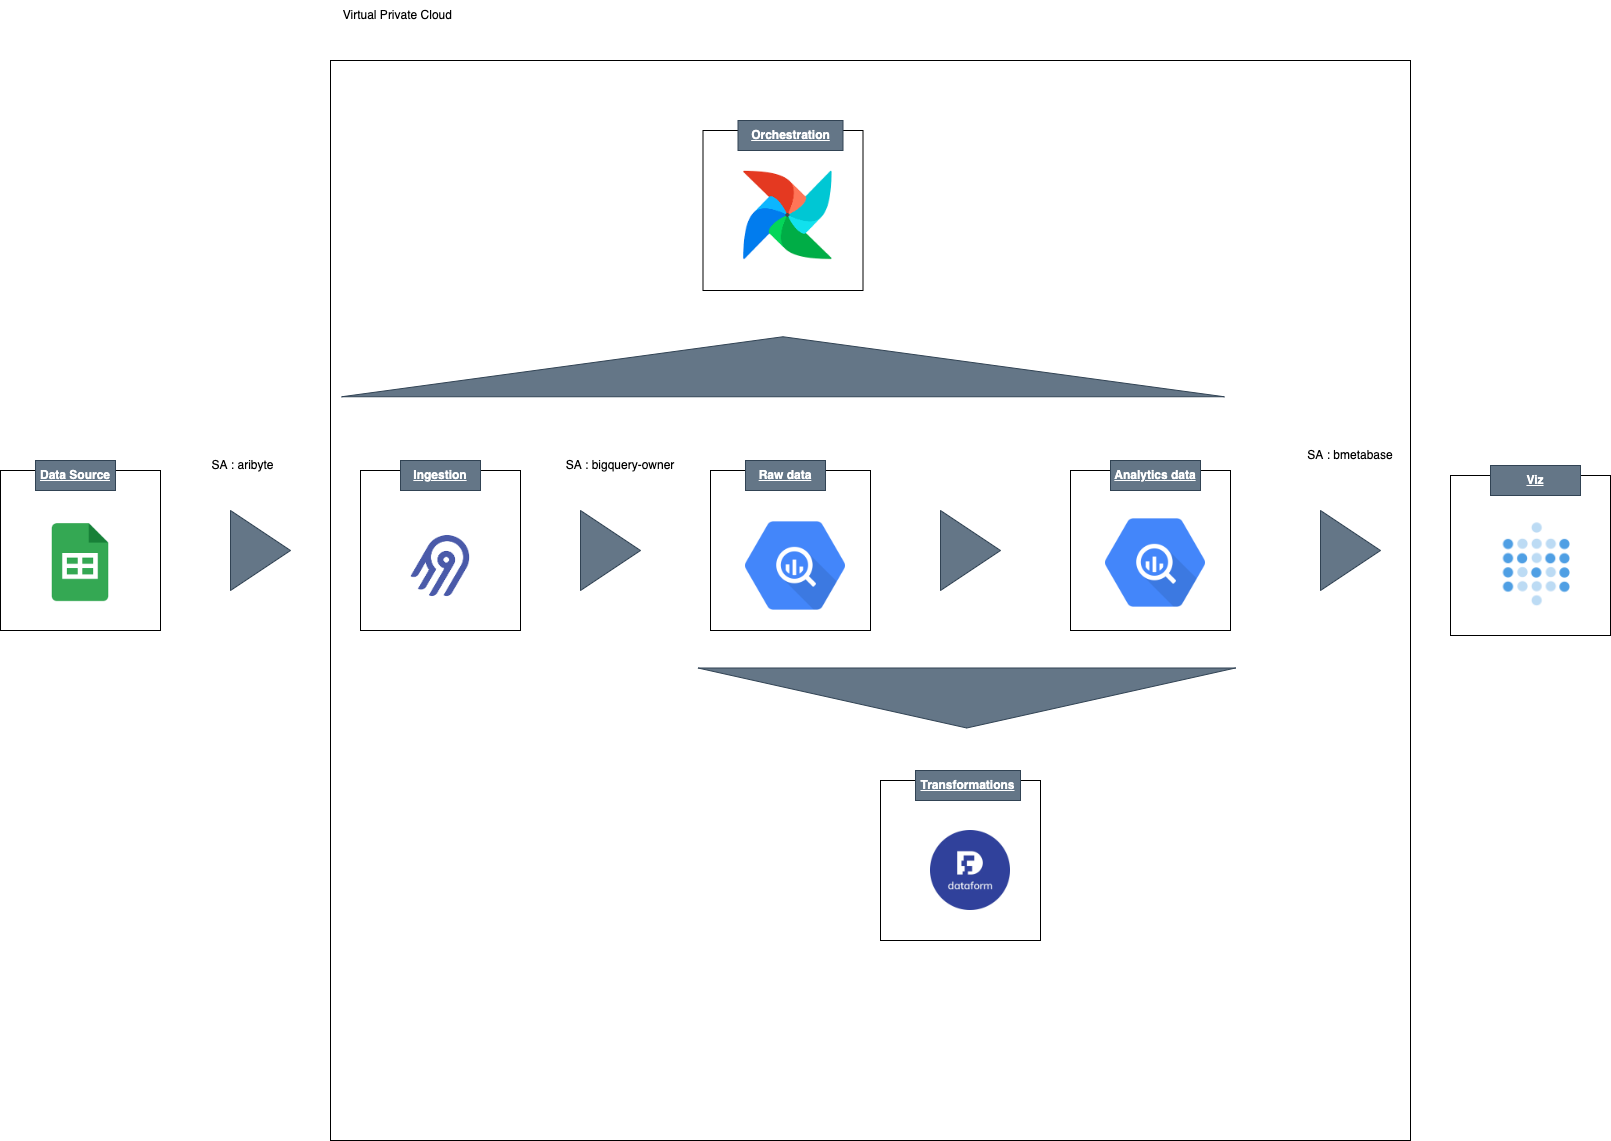 Virtual Private Cloud
Orchestration
Data Source
SA : aribyte
Ingestion
SA : bigquery-owner
Raw data
Analytics data
SA : bmetabase
Viz
Transformations
dataform